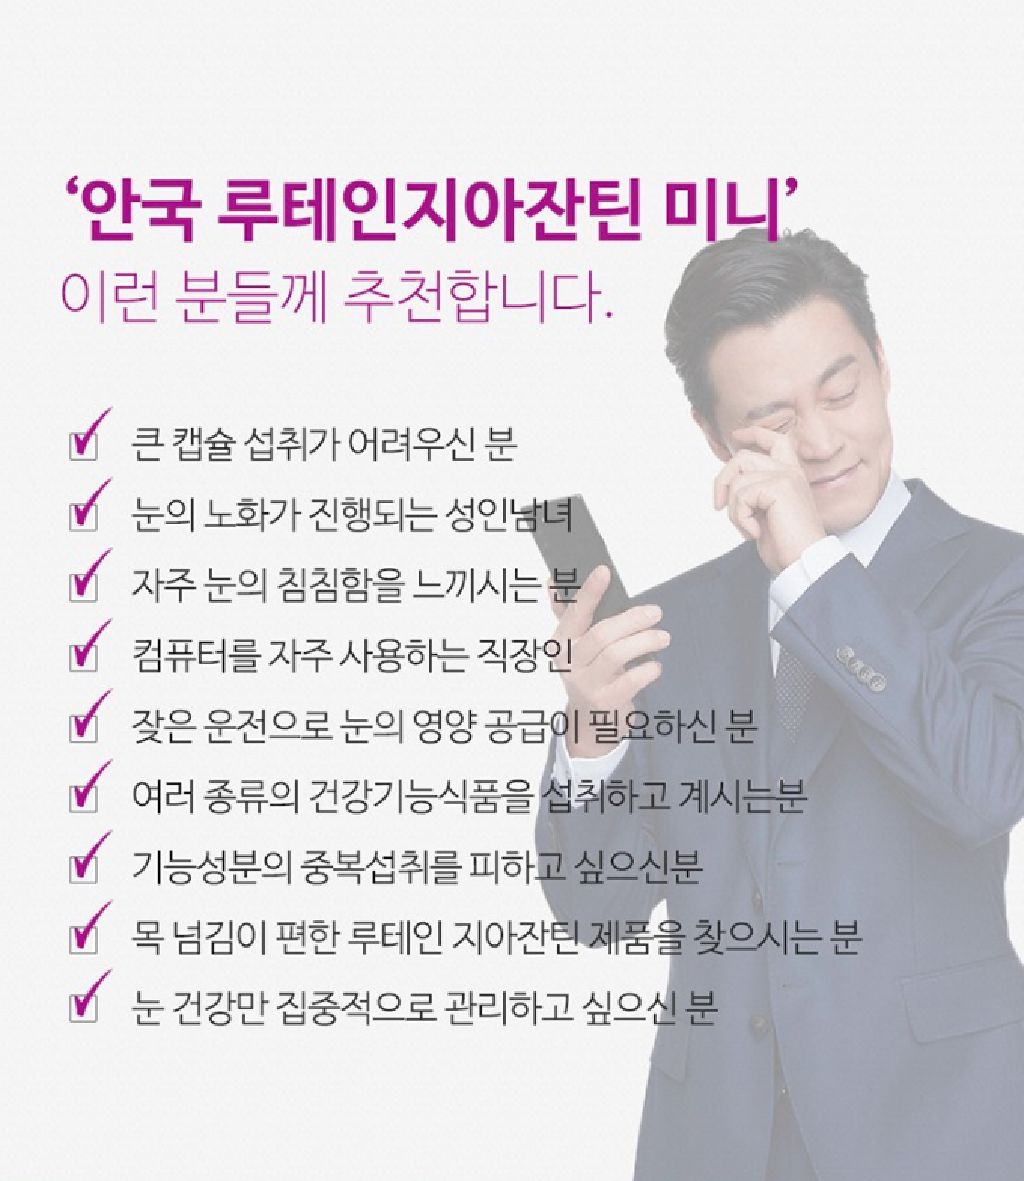 ‘안국 루테인지아잔틴 미니’
이런 분들께 추천합니다.
큰 캡슐 섭취가 어려우신 분
눈의 노화가 진행되는 성인남녀
자주 눈의 침침함을 느끼시는 분
컴퓨터를 자주 사용하는 직장인
잦은 운전으로 눈의 영양 공급이 필요하신 분
여러 종류의 건강기능식품을 섭취하고 계시는분
기능성분의 중복섭취를 피하고 싶으신분
목 넘김이 편한 루테인 지아잔틴 제품을 찾으시는 분
눈 건강만 집중적으로 관리하고 싶으신 분